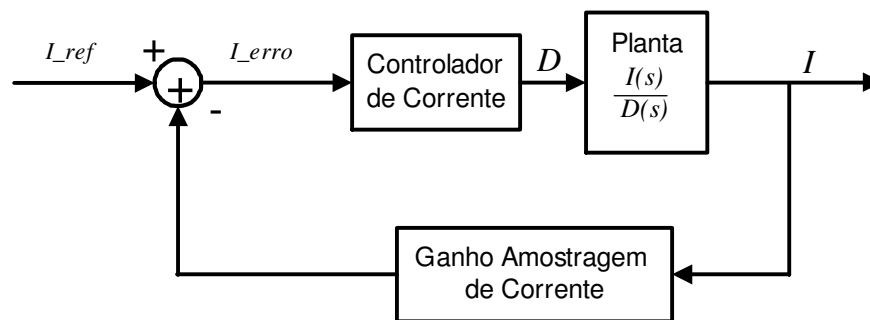 I_ref
+
+
-
I_erro
Controlador
de Corrente
D
Planta
I(s)
D(s)
I
Ganho Amostragem
de Corrente